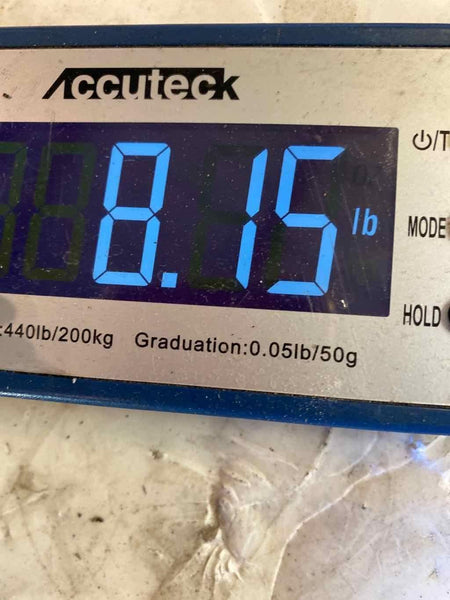 Accuteck
8.15 lb
⏻/T
MODE
HOLD
:440lb/200kg Graduation:0.05lb/50g